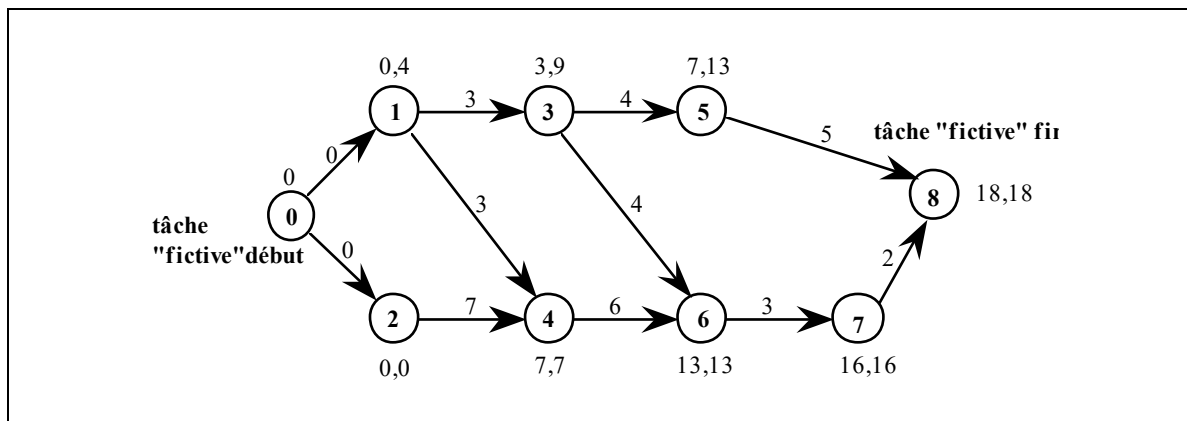 0,4 3,9 7,13
1 3 3 4 5
5 tâche "fictive" fin
0 0
0 3 4 8 18,18
tâche
"fictive"début
0 2
2 7 4 6 6 3 7
0,0 7,7 13,13 16,16